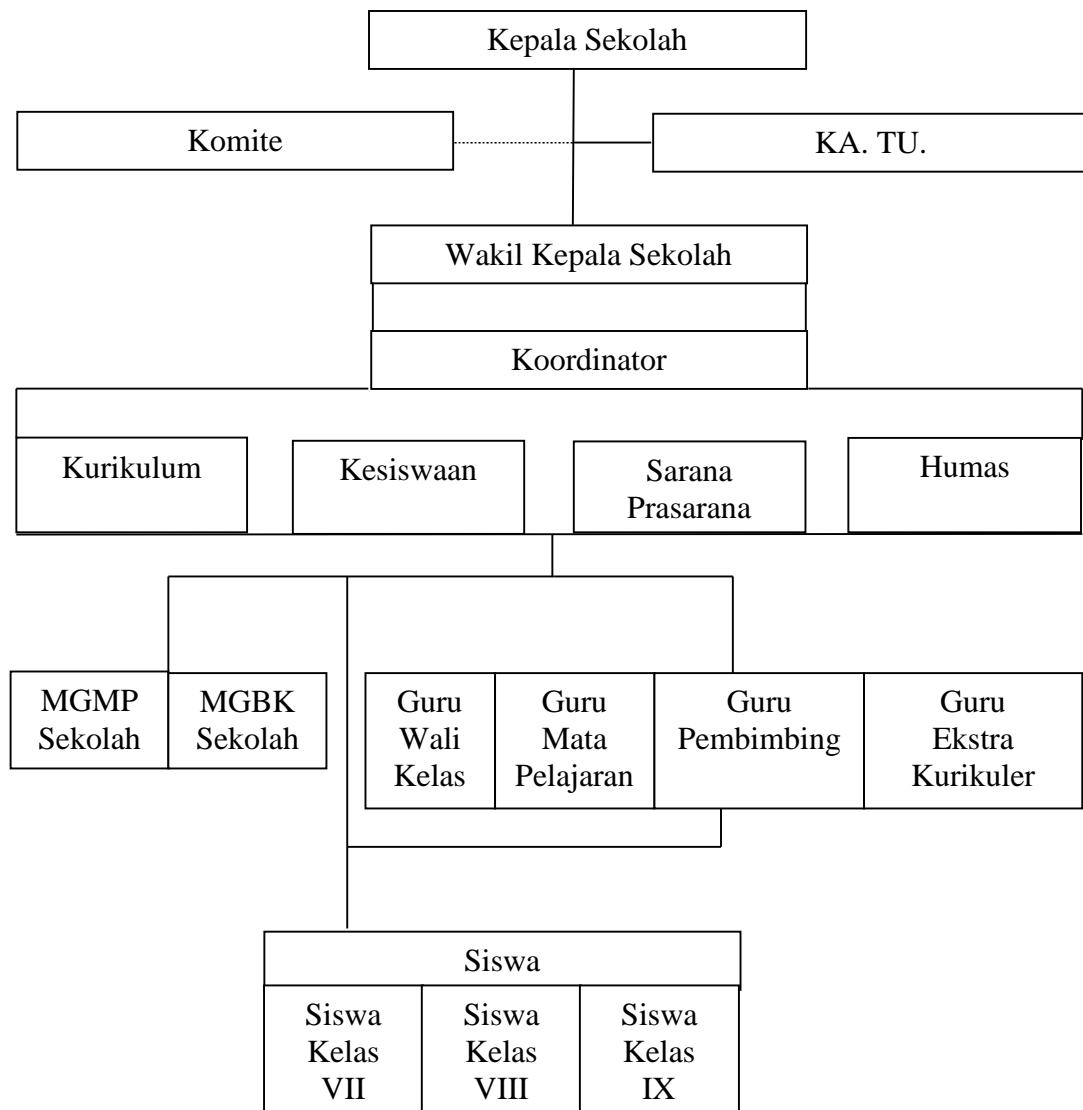 Kepala Sekolah
Komite
KA. TU.
Wakil Kepala Sekolah
Koordinator
Kurikulum
Kesiswaan
Sarana
Prasarana
Humas
MGMP
Sekolah
MGBK
Sekolah
Guru
Wali
Kelas
Guru
Mata
Pelajaran
Guru
Pembimbing
Guru
Ekstra
Kurikuler
Siswa
Siswa
Kelas
VII
Siswa
Kelas
VIII
Siswa
Kelas
IX